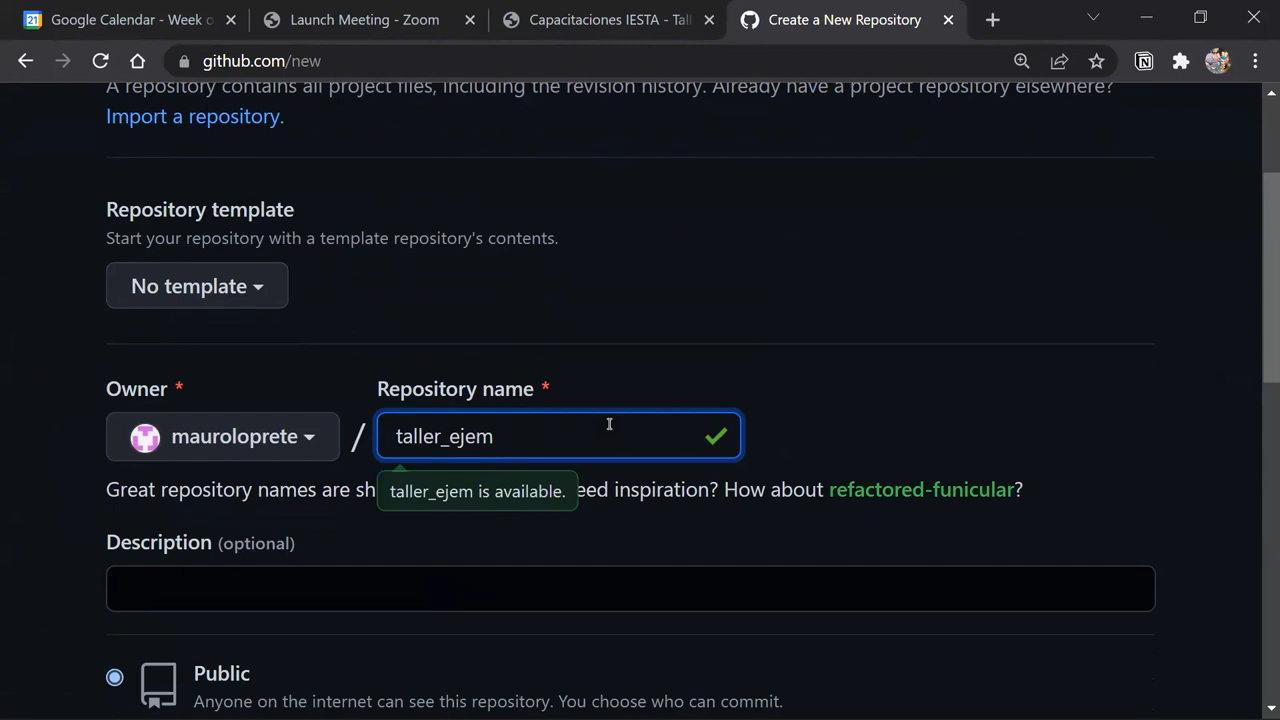 Google Calendar - Week o
Launch Meeting - Zoom
Capacitaciones IESTA - Tal
Create a New Repository
github.com/new
A repository contains all project files, including the revision history. Already have a project repository elsewhere?
Import a repository.
Repository template
Start your repository with a template repository's contents.
No template
Owner *
Repository name *
mauroloprete
/
taller_ejem
Great repository names are sh
taller_ejem is available.
eed inspiration? How about refactored-funicular?
Description (optional)
Public
Anyone on the internet can see this repository. You choose who can commit.